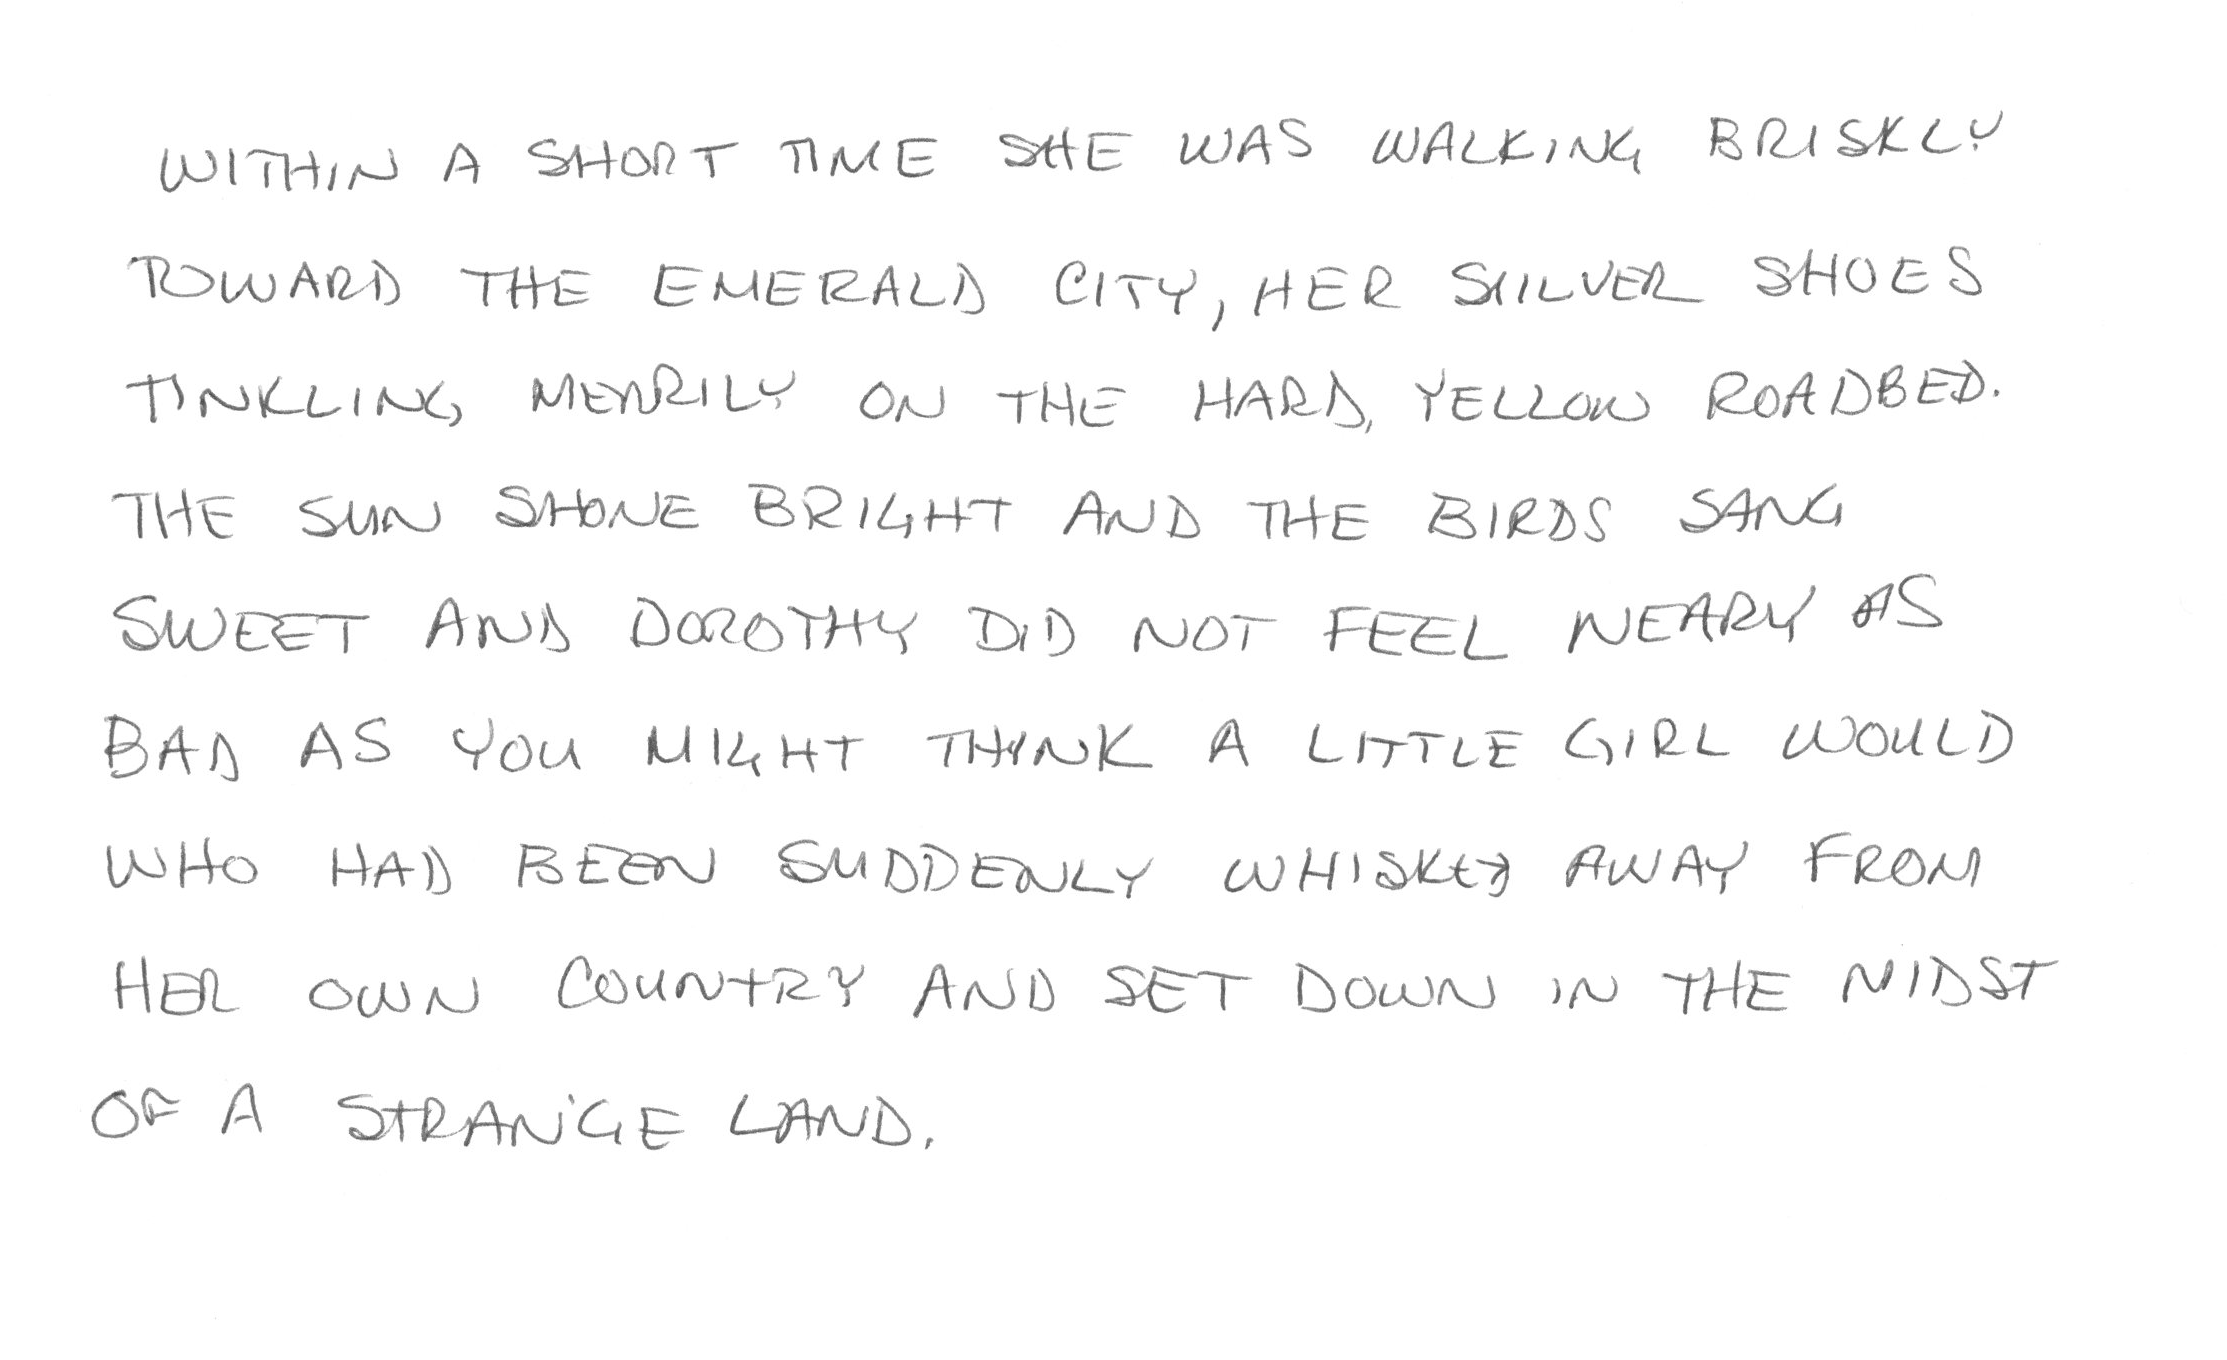 WITHIN A SHORT TIME SHE WAS WALKING BRISKLY
TOWARD THE EMERALD CITY, HER SIILVER SHOES
TINKLING MERRILY ON THE HARD, YELLOW ROADBED.
THE SUN SHONE BRIGHT AND THE BIRDS SANG
SWEET AND DOROTHY DID NOT FEEL NEARY AS
BAD AS YOU MIGHT THINK A LITTLE GIRL WOULD
WHO HAD BEEN SUDDENLY WHISKEY AWAY FROM
HER OWN COUNTRY AND SET DOWN IN THE MIDST
OF A STRANGE LAND.